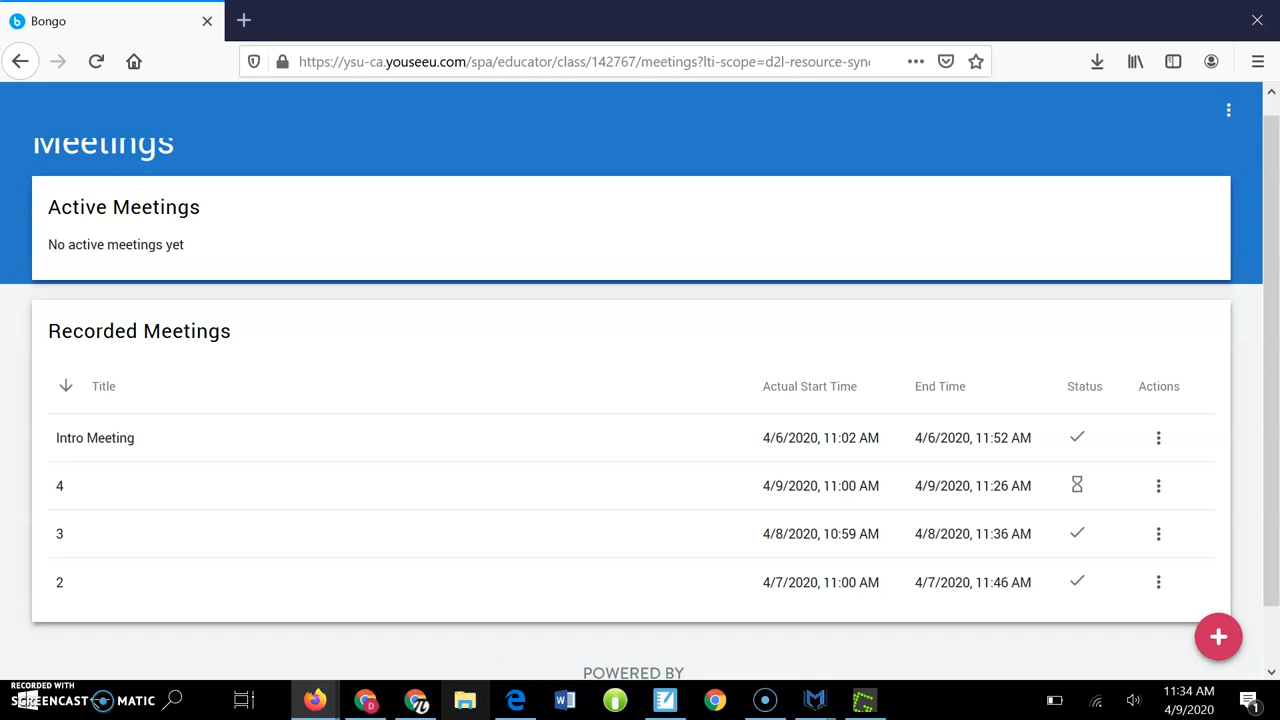 Bongo
https://ysu-ca.youseeu.com/spa/educator/class/142767/meetings?lti-scope=d2l-resource-sync
Meetings
Active Meetings
No active meetings yet
Recorded Meetings
Title Actual Start Time End Time Status Actions
Intro Meeting 4/6/2020, 11:02 AM 4/6/2020, 11:52 AM
4 4/9/2020, 11:00 AM 4/9/2020, 11:26 AM
3 4/8/2020, 10:59 AM 4/8/2020, 11:36 AM
2 4/7/2020, 11:00 AM 4/7/2020, 11:46 AM
POWERED BY
RECORDED WITH
SCREENCAST MATIC
11:34 AM
4/9/2020
1